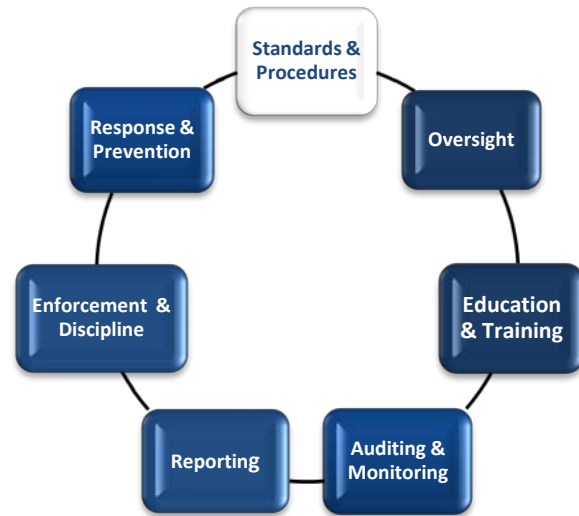 Standards &
Procedures
Oversight
Education
& Training
Auditing &
Monitoring
Reporting
Enforcement &
Discipline
Response &
Prevention